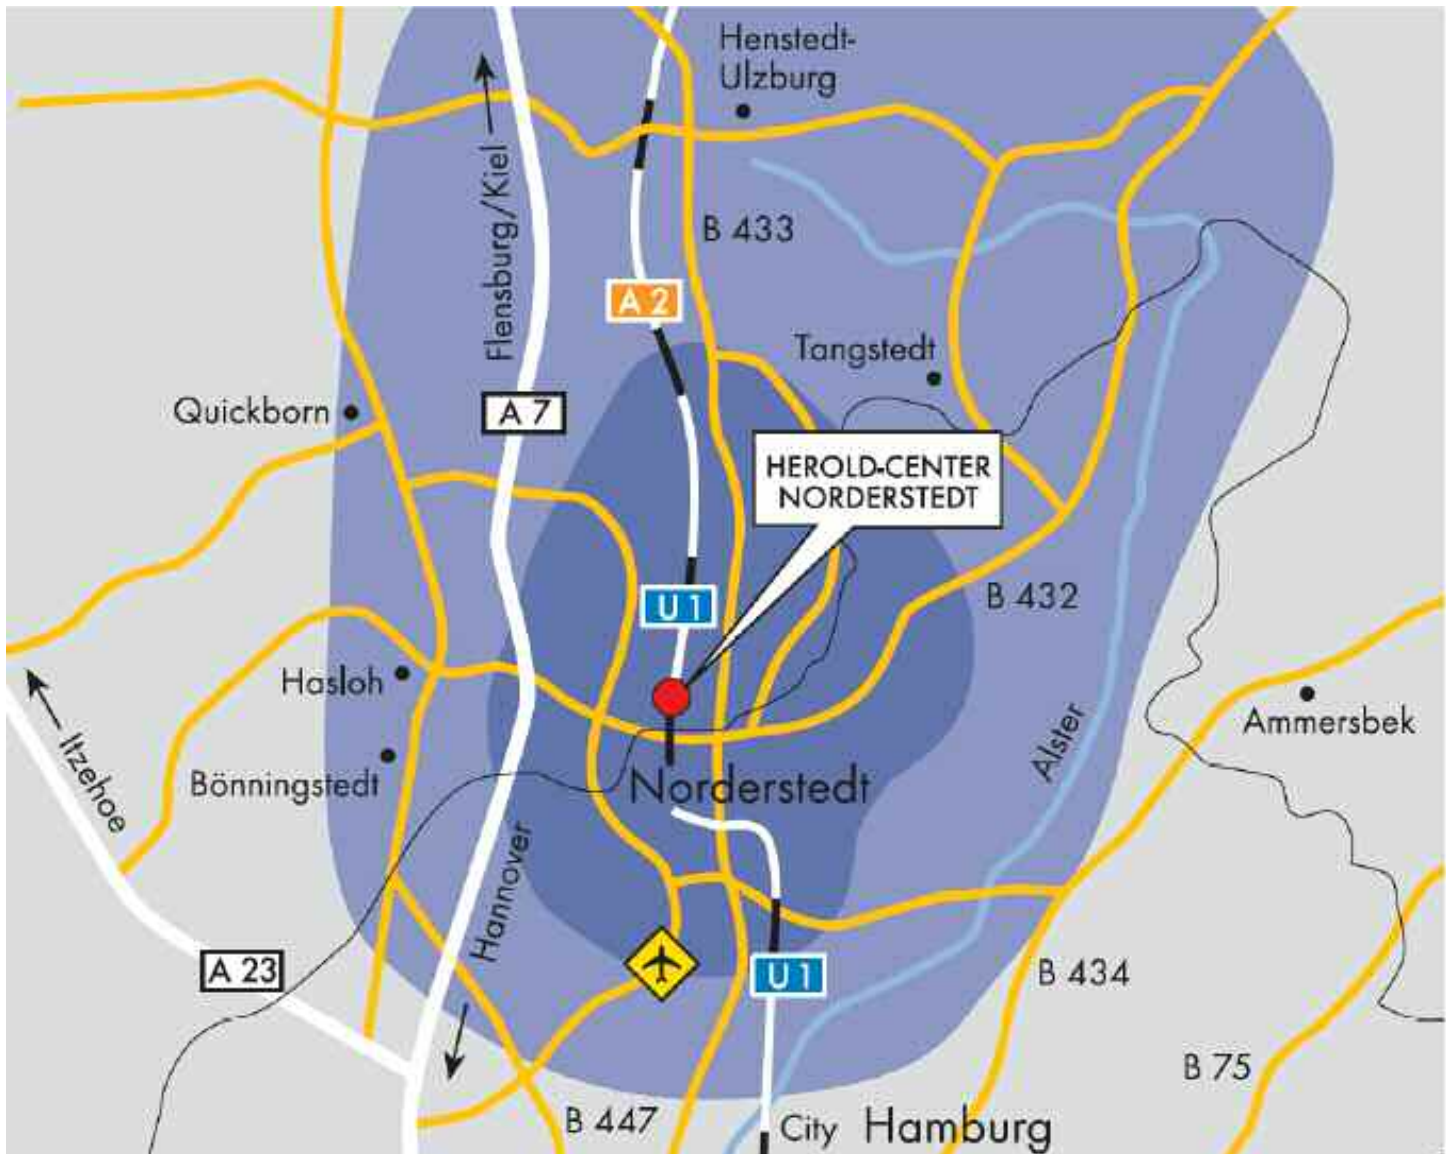 Henstedt-
Ulzburg
Flensburg/Kiel
B 433
A 2
Tangstedt
Quickborn
A 7
HEROLD-CENTER
NORDERSTEDT
U 1
B 432
Hasloh
Ammersbek
Itzehoe
Bönningstedt
Norderstedt
Alster
Hannover
A 23
U 1
B 434
B 75
B 447
City Hamburg